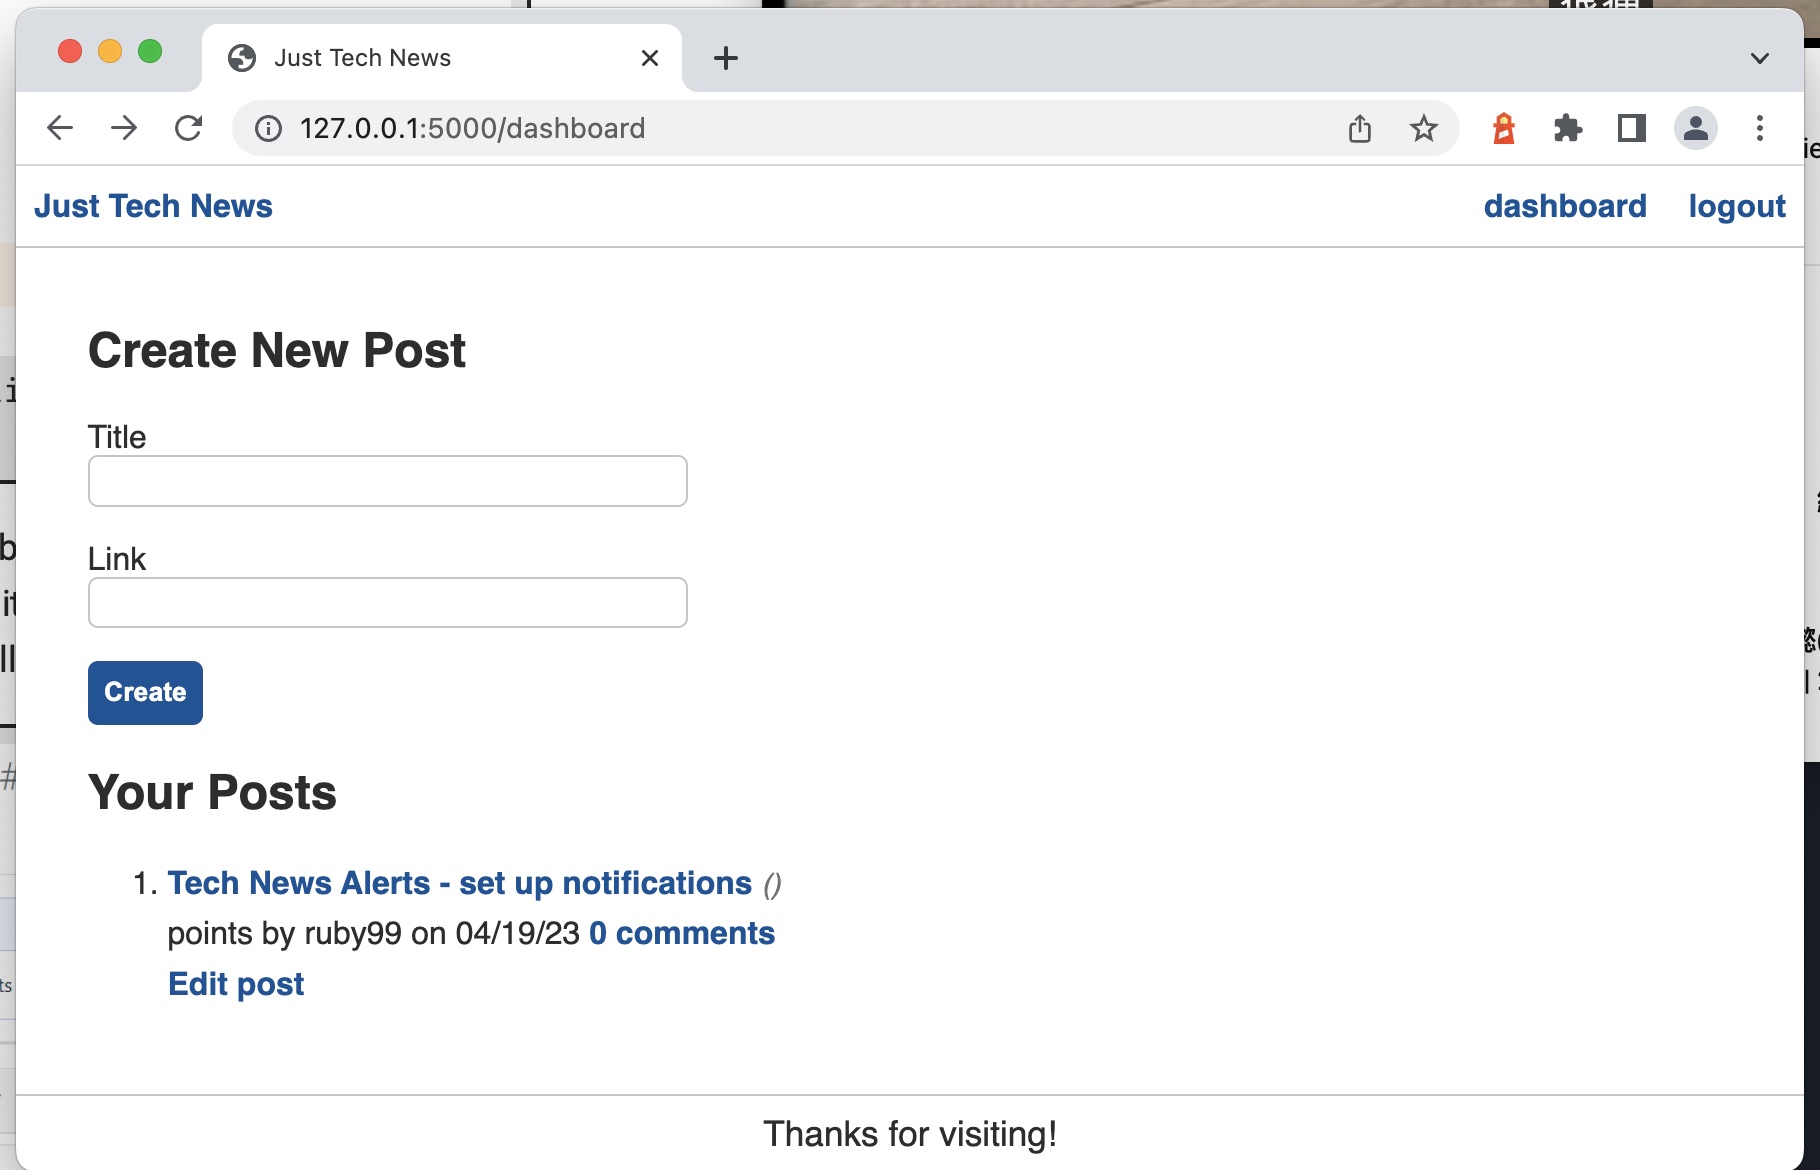 Just Tech News
127.0.0.1:5000/dashboard
Just Tech News dashboard logout
Create New Post
Title
Link
Create
Your Posts
1. Tech News Alerts - set up notifications ()
points by ruby99 on 04/19/23 0 comments
Edit post
Thanks for visiting!